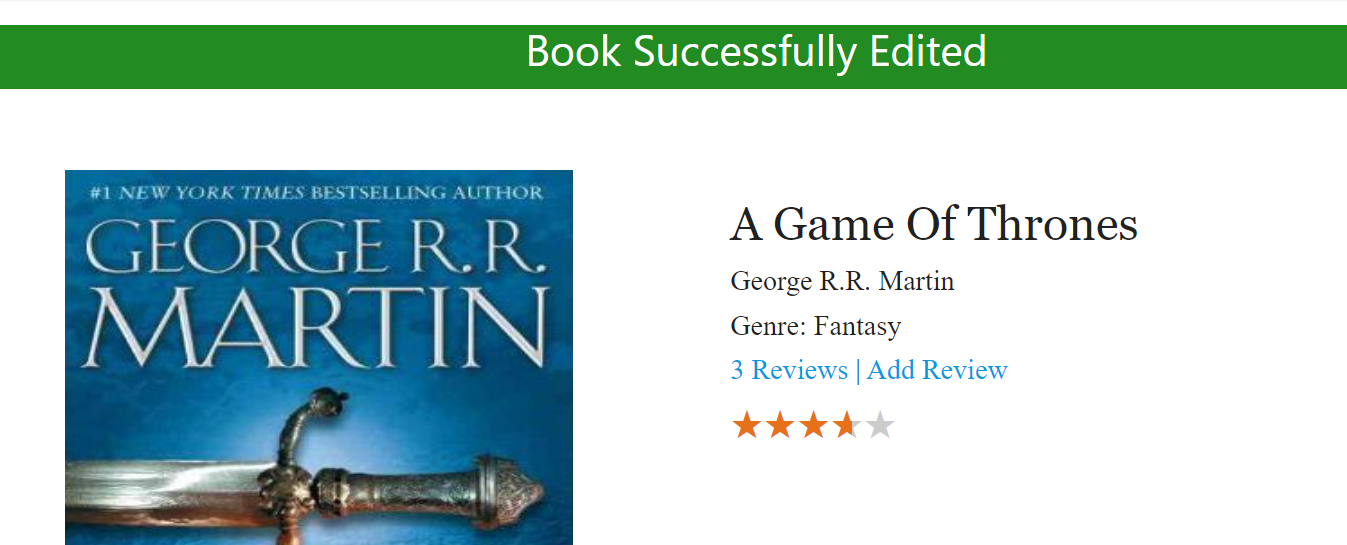 Book Successfully Edited
#1 NEW YORK TIMES BESTSELLING AUTHOR
GEORGE R.R.
MARTIN
A Game Of Thrones
George R.R. Martin
Genre: Fantasy
3 Reviews | Add Review